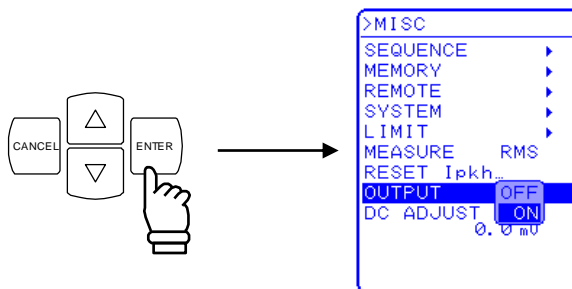 CANCEL
ENTER
>MISC
SEQUENCE
MEMORY
REMOTE
SYSTEM
LIMIT
MEASURE RMS
RESET Ipkh…
OUTPUT OFF
DC ADJUST ON
0.0 mV